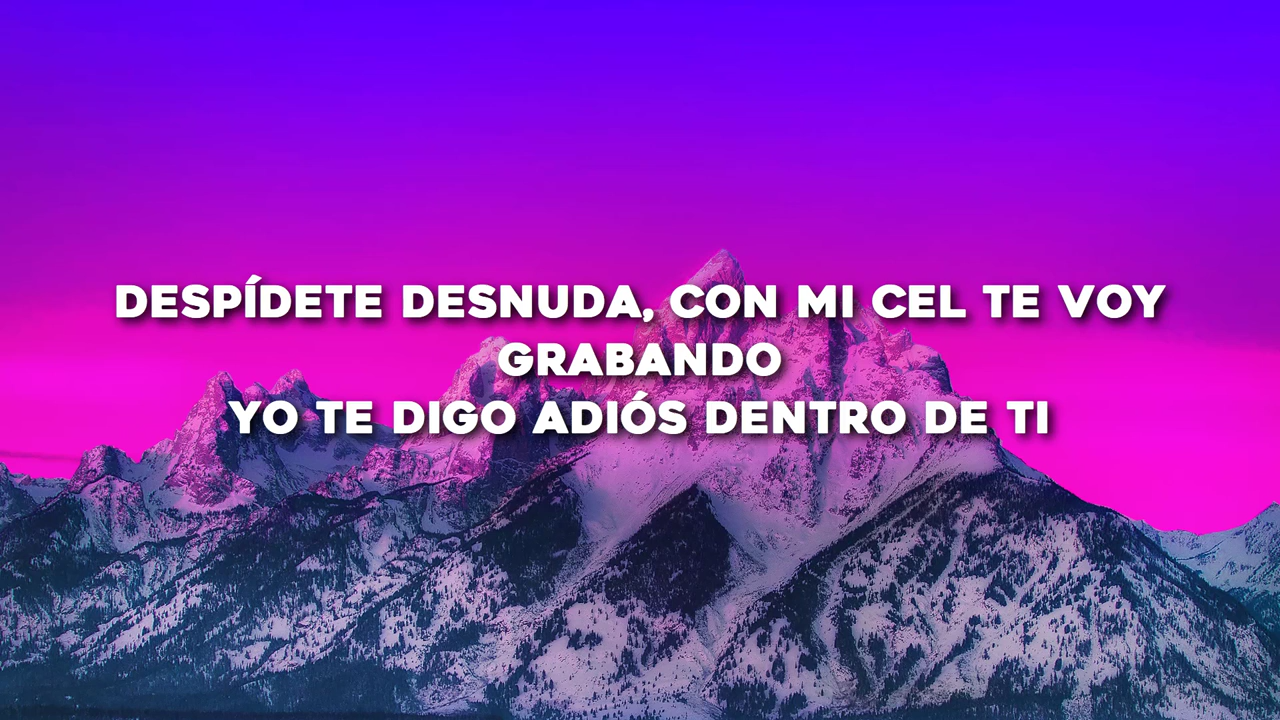 DESPÍDETE DESNUDA, CON MI CEL TE VOY
GRABANDO
YO TE DIGO ADIÓS DENTRO DE TI